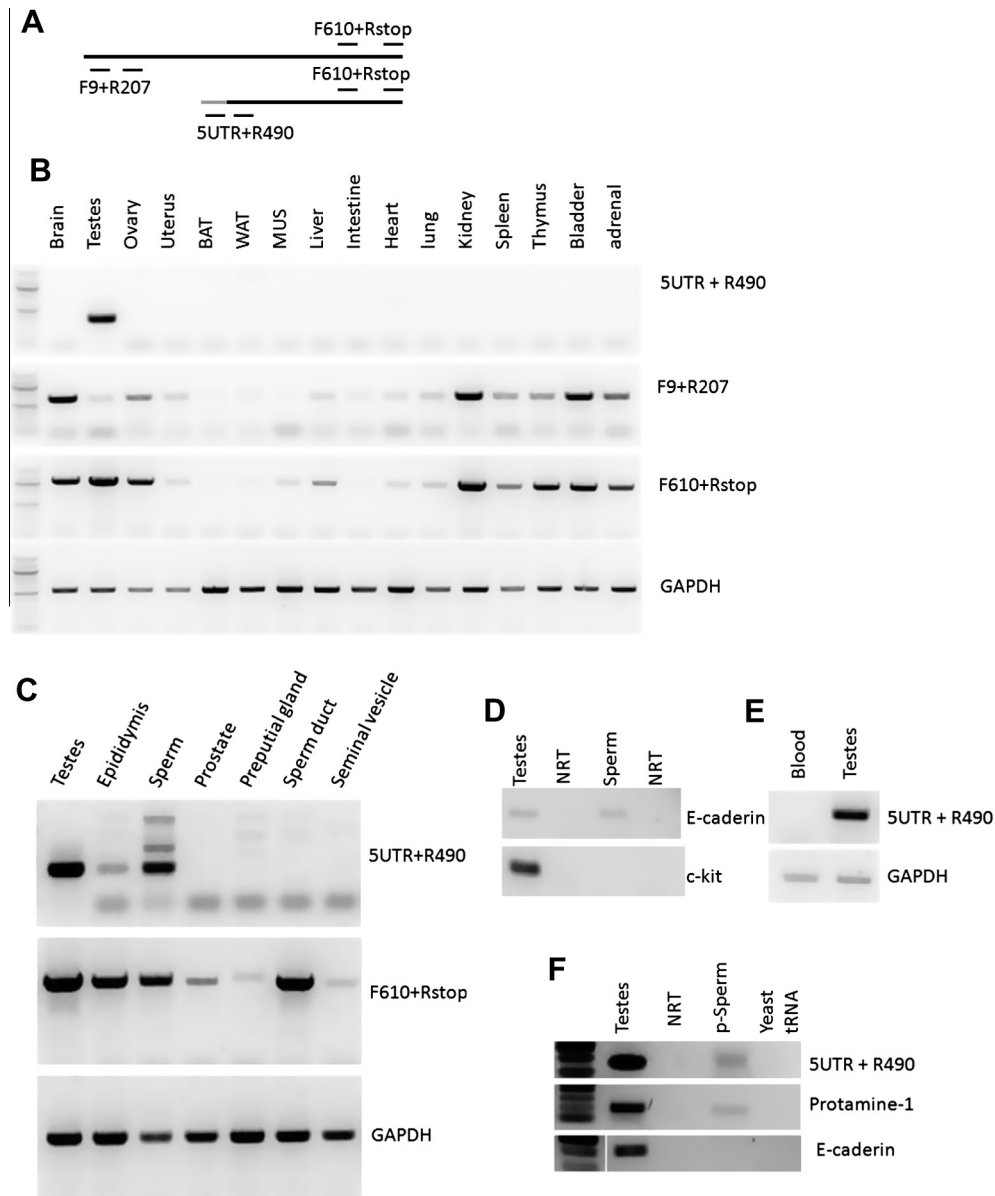 A
F610+Rstop
F9+R207
F610+Rstop
5UTR+R490
B
Brain
Testes
Ovary
Uterus
BAT
WAT
MUS
Liver
Intestine
Heart
lung
Kidney
Spleen
Thymus
Bladder
adrenal
5UTR + R490
F9+R207
F610+Rstop
GAPDH
C
Testes
Epididymis
Sperm
Prostate
Preputial gland
Sperm duct
Seminal vesicle
5UTR+R490
F610+Rstop
GAPDH
D
Testes
NRT
Sperm
NRT
E-caderin
c-kit
E
Blood
Testes
5UTR + R490
GAPDH
F
Testes
NRT
p-Sperm
Yeast
tRNA
5UTR + R490
Protamine-1
E-caderin